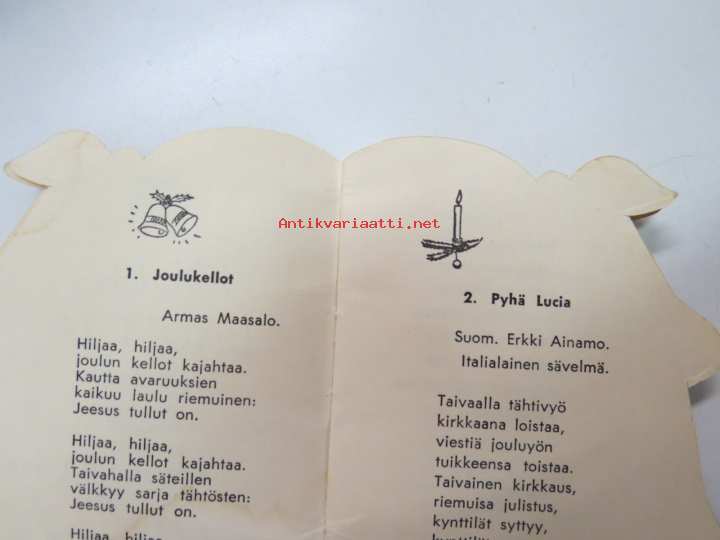 Antikvariaatti.net
1. Joulukellot
Armas Maasalo.
Hiljaa, hiljaa,
joulun kellot kajahtaa.
Kautta avaruuksien
kaikuu laulu riemuinen:
Jeesus tullut on.
Hiljaa, hiljaa,
joulun kellot kajahtaa.
Taivahalla säteillen
välkkyy sarja tähtösten:
Jeesus tullut on.
Hiljaa, hiljaa,
2. Pyhä Lucia
Suom. Erkki Ainamo.
Italialainen sävelmä.
Taivaalla tähtivyö
kirkkaana loistaa,
viestiä jouluyön
tuikkeensa toistaa.
Taivainen kirkkaus,
riemuisa julistus,
kynttilät syttyy,